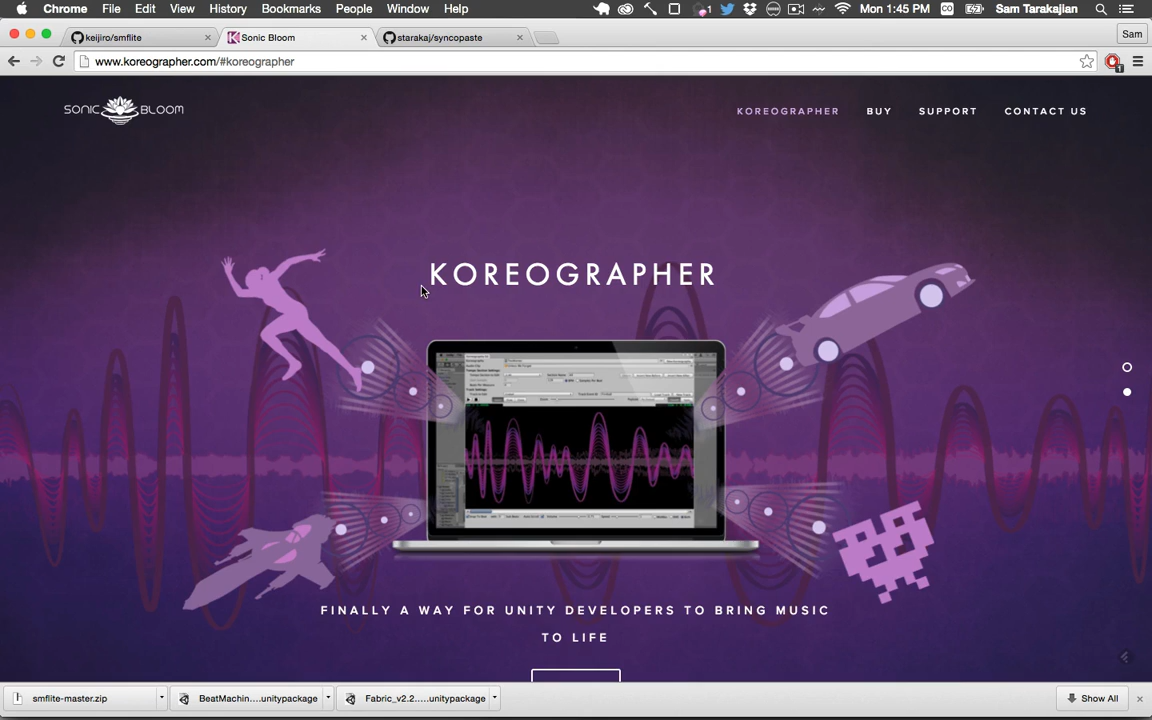 Chrome File Edit View History Bookmarks People Window Help Mon 1:45 PM Sam Tarakajian
keijiro/smflite Sonic Bloom starakaj/syncopaste Sam
www.koreographer.com/#koreographer
SONIC BLOOM KOREOGRAPHER BUY SUPPORT CONTACT US
KOREOGRAPHER
FINALLY A WAY FOR UNITY DEVELOPERS TO BRING MUSIC
TO LIFE
smflite-master.zip BeatMachin....unitypackage Fabric_v2.2.....unitypackage Show All